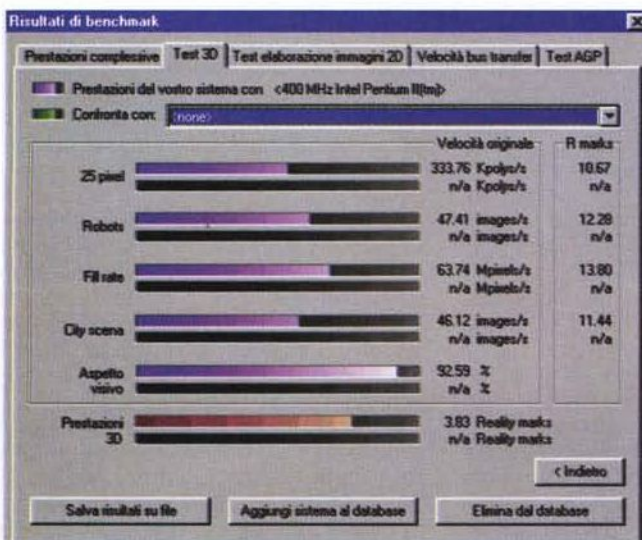 Risultati di benchmark
Prestazioni complessive Test 3D Test elaborazione immagini 2D Velocità bus transfer Test AGP
Prestazioni del vostro sistema con <400 MHz Intel Pentium II(tm)>
Confronta con: <none>
Velocità originale R marks
25 pixel 333.76 Kpolys/s 10.67
n/a Kpolys/s n/a
Robots 47.41 images/s 12.28
n/a images/s n/a
Fill rate 63.74 Mpixels/s 13.80
n/a Mpixels/s n/a
City scena 46.12 images/s 11.44
n/a images/s n/a
Aspetto visivo 92.59 %
n/a %
Prestazioni 3D 3.83 Reality marks
n/a Reality marks
< Indietro
Salva risultati su file Aggiungi sistema al database Elimina dal database